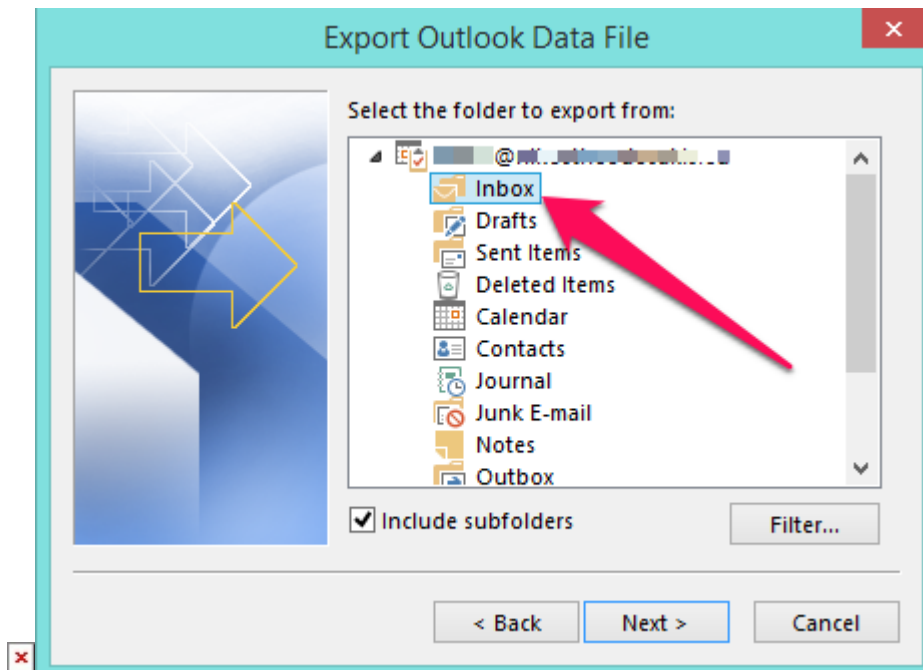 Export Outlook Data File
Select the folder to export from:
@
Inbox
Drafts
Sent Items
Deleted Items
Calendar
Contacts
Journal
Junk E-mail
Notes
Outbox
Include subfolders
Filter...
< Back
Next >
Cancel